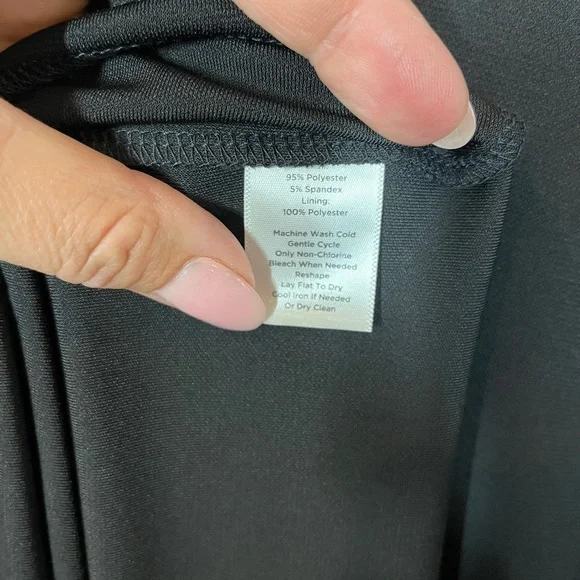 95% Polyester
5% Spandex
Lining:
100% Polyester
Machine Wash Cold
Gentle Cycle
Only Non-Chlorine
Bleach When Needed
Reshape
Lay Flat To Dry
Cool Iron If Needed
Or Dry Clean